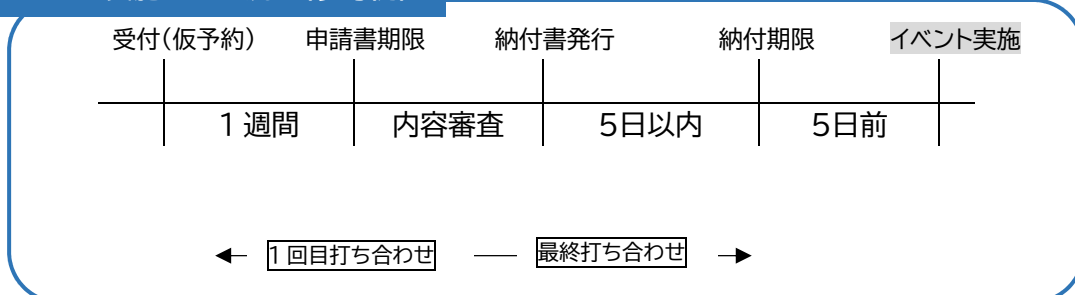 受付(仮予約) 申請書期限 納付書発行 納付期限 イベント実施
1週間 内容審査 5日以内 5日前
1回目打ち合わせ 最終打ち合わせ